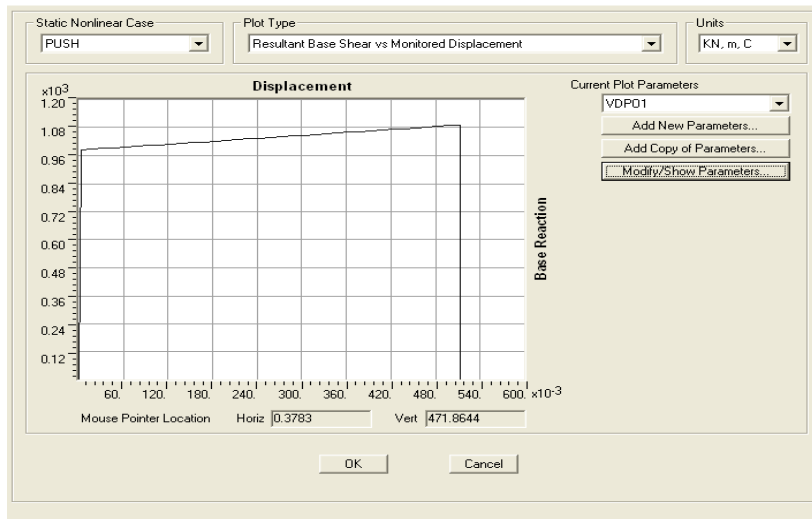 Static Nonlinear Case
PUSH
Plot Type
Resultant Base Shear vs Monitored Displacement
Units
KN, m, C
Displacement
x10-3
1.20
1.08
0.96
0.84
0.72
0.60
0.48
0.36
0.24
0.12
60. 120. 180. 240. 300. 360. 420. 480. 540. 600. x10-3
Base Reaction
Mouse Pointer Location Horiz 0.3783 Vert 471.8644
Current Plot Parameters
VDPO1
Add New Parameters...
Add Copy of Parameters...
Modify/Show Parameters...
OK Cancel